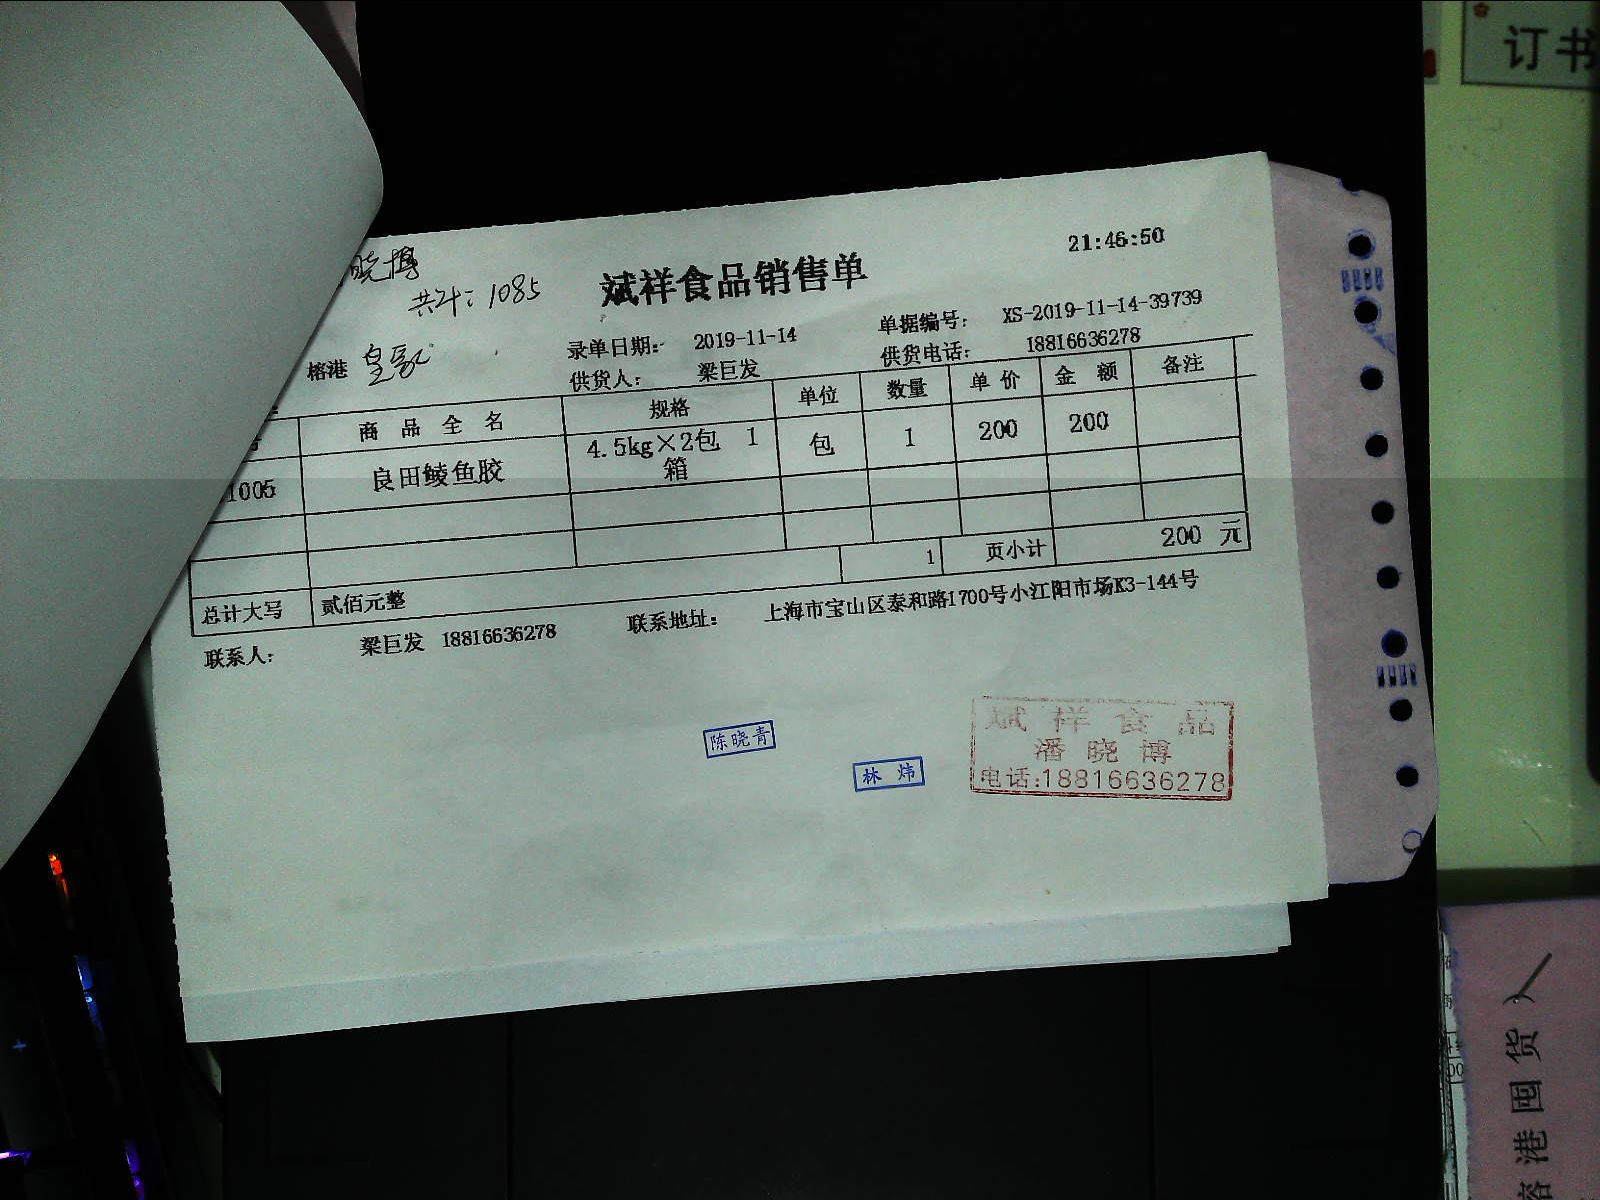 订书
晓博
共计:1085
斌祥食品销售单
21:46:50
录单日期: 2019-11-14
单据编号: XS-2019-11-14-39739
榕港
供货人: 梁巨发
供货电话: 18816636278
商品全名 规格 单位 数量 单价 金额 备注
1005 良田鲮鱼胶 4.5kg×2包 1箱 包 1 200 200
1 页小计 200 元
总计大写 贰佰元整
联系人: 梁巨发 18816636278 联系地址: 上海市宝山区泰和路1700号小江阳市场K3-144号
陈晓青
林炜
斌祥食品
潘晓博
电话:18816636278
港囤货人